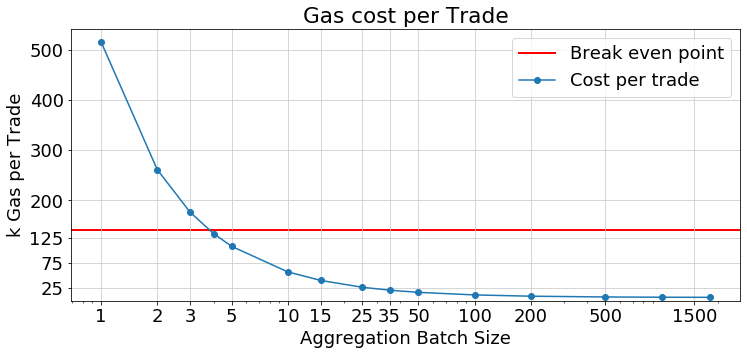 Gas cost per Trade
k Gas per Trade
500
400
300
200
125
75
25
Break even point
Cost per trade
1 2 3 5 10 15 25 35 50 100 200 500 1500
Aggregation Batch Size